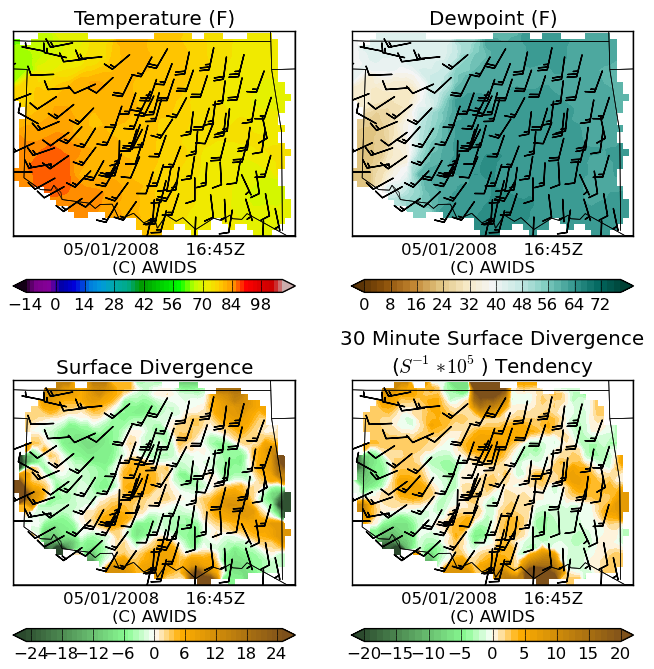 Temperature (F)
Dewpoint (F)
05/01/2008 16:45Z
(C) AWIDS
05/01/2008 16:45Z
(C) AWIDS
−14 0 14 28 42 56 70 84 98
0 8 16 24 32 40 48 56 64 72
Surface Divergence
30 Minute Surface Divergence
(S⁻¹ *10⁵ ) Tendency
05/01/2008 16:45Z
(C) AWIDS
05/01/2008 16:45Z
(C) AWIDS
−24 −18 −12 −6 0 6 12 18 24
−20 −15 −10 −5 0 5 10 15 20